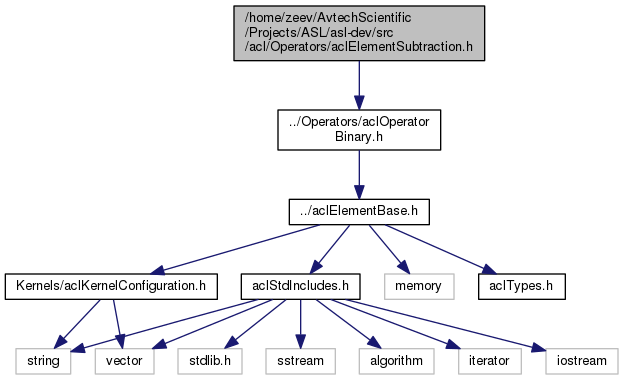 /home/zeev/AvtechScientific
/Projects/ASL/asl-dev/src
/acl/Operators/aclElementSubtraction.h
../Operators/aclOperator
Binary.h
../aclElementBase.h
Kernels/aclKernelConfiguration.h
aclStdIncludes.h
memory
aclTypes.h
string
vector
stdlib.h
sstream
algorithm
iterator
iostream